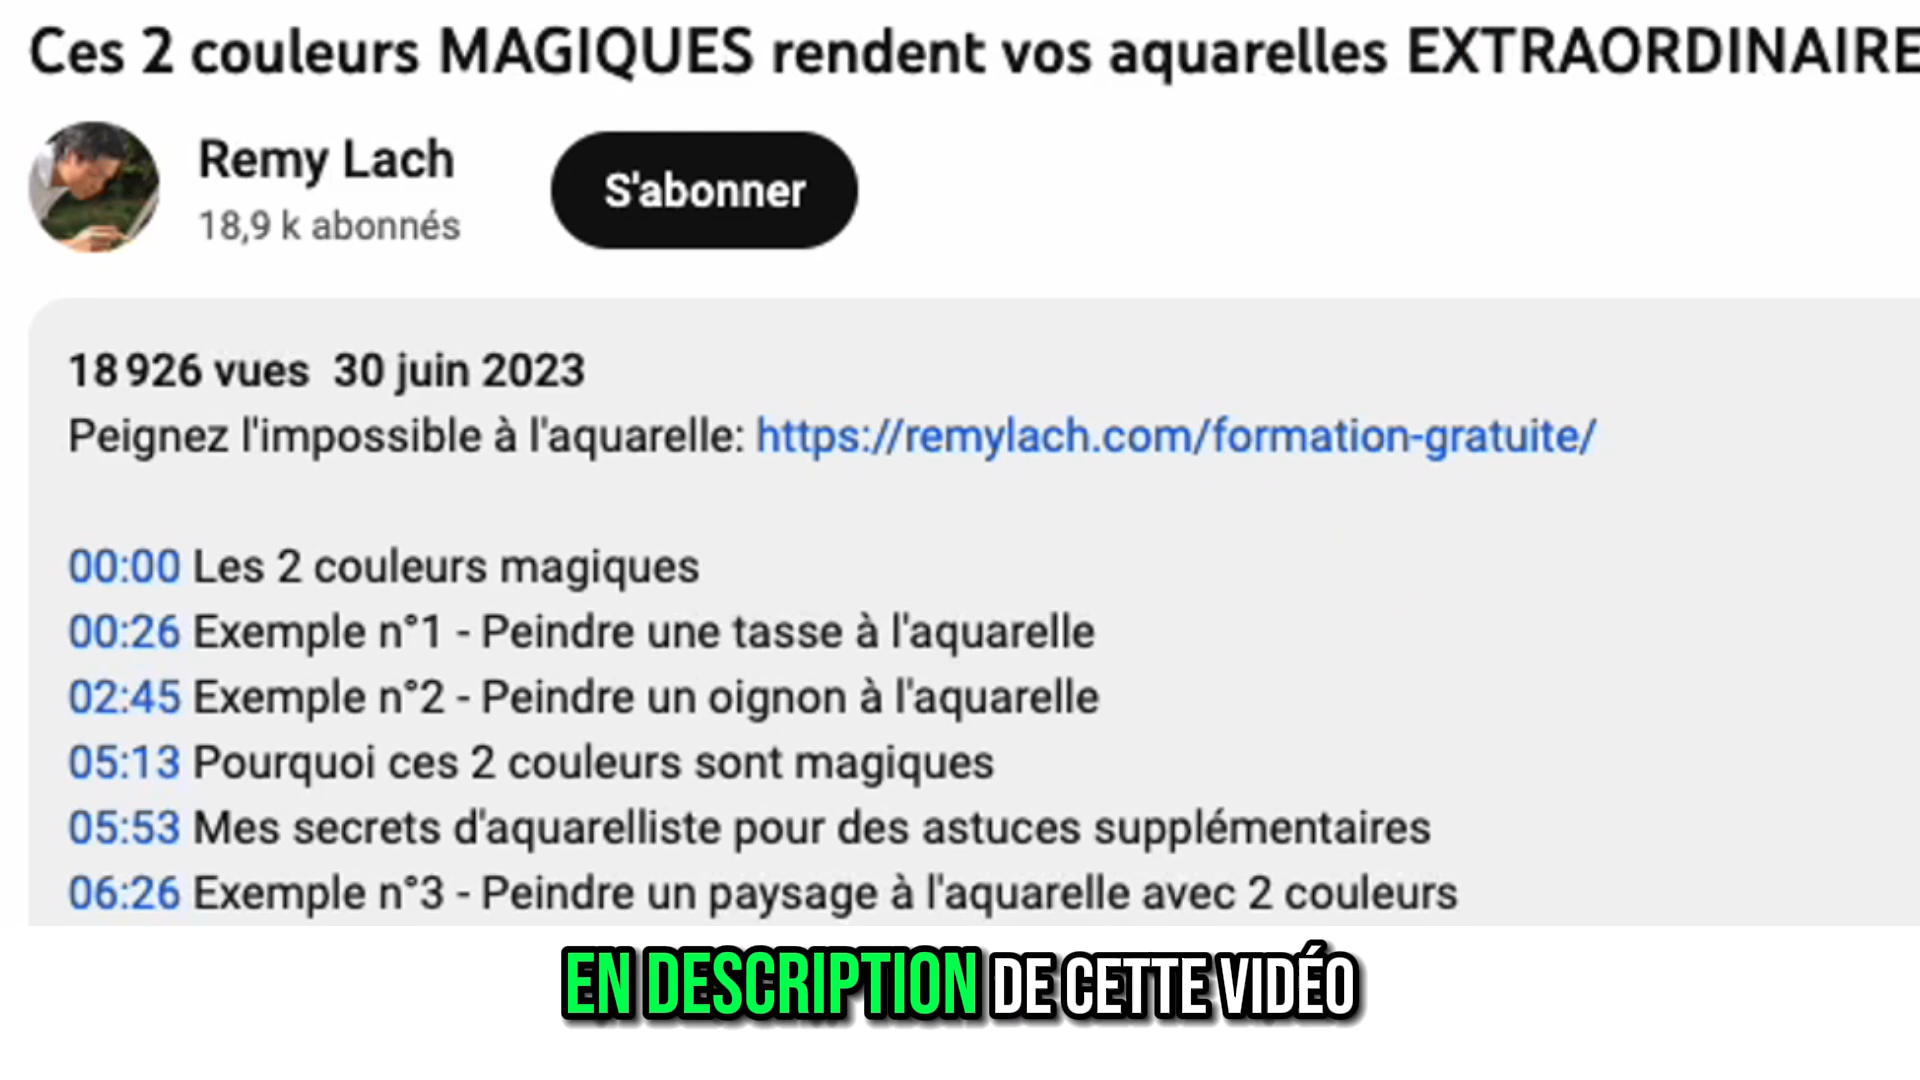 Ces 2 couleurs MAGIQUES rendent vos aquarelles EXTRAORDINAIRE
Remy Lach
18,9 k abonnés
S'abonner
18 926 vues 30 juin 2023
Peignez l'impossible à l'aquarelle: https://remylach.com/formation-gratuite/
00:00 Les 2 couleurs magiques
00:26 Exemple n°1 - Peindre une tasse à l'aquarelle
02:45 Exemple n°2 - Peindre un oignon à l'aquarelle
05:13 Pourquoi ces 2 couleurs sont magiques
05:53 Mes secrets d'aquarelliste pour des astuces supplémentaires
06:26 Exemple n°3 - Peindre un paysage à l'aquarelle avec 2 couleurs
EN DESCRIPTION DE CETTE VIDÉO